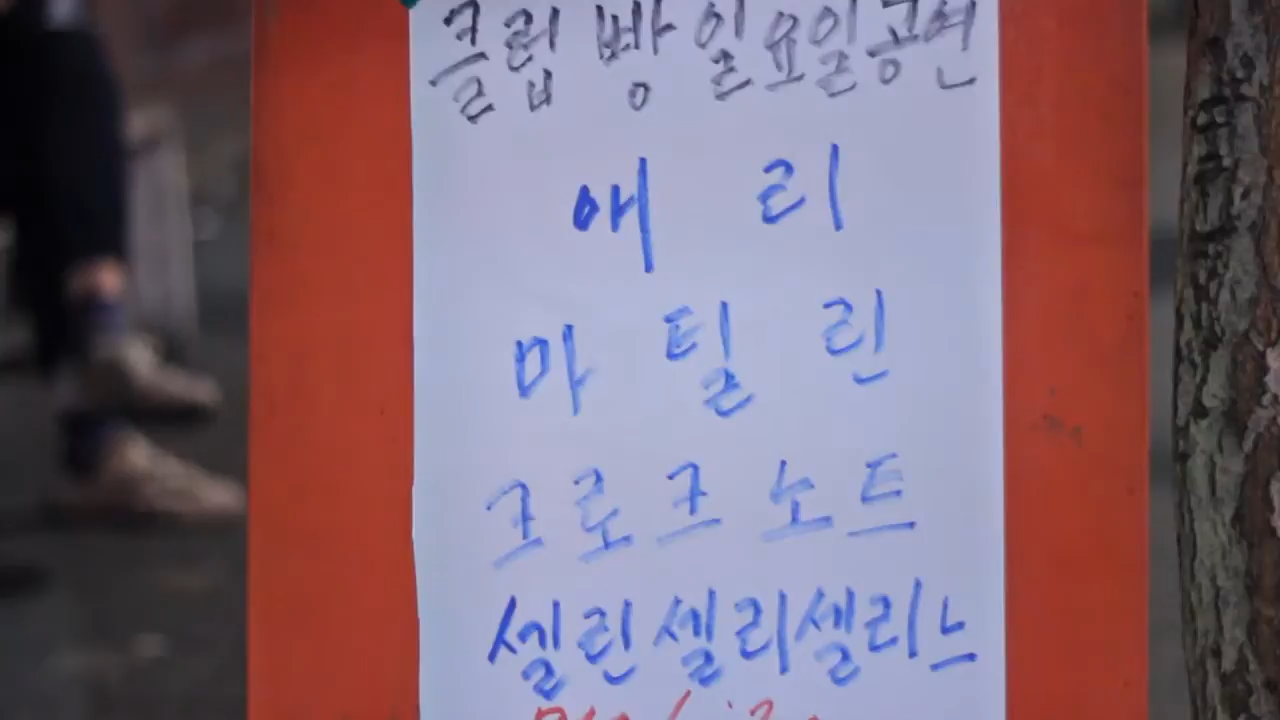 클럽 빵 일요일공연
애 리
마 틸 린
크로크 노트
셀린셀리셀리느